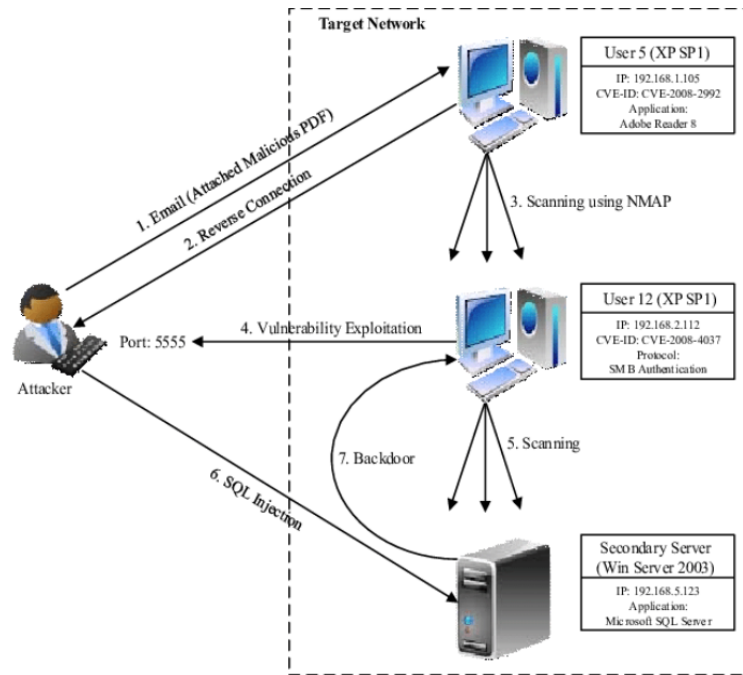 Target Network
User 5 (XP SP1)
IP: 192.168.1.105
CVE-ID: CVE-2008-2992
Application:
Adobe Reader 8
1. Email (Attached Malicious PDF)
2. Reverse Connection
3. Scanning using NMAP
User 12 (XP SP1)
IP: 192.168.2.112
CVE-ID: CVE-2008-4037
Protocol:
SMB Authentication
Port: 5555
4. Vulnerability Exploitation
Attacker
5. Scanning
7. Backdoor
6. SQL Injection
Secondary Server
(Win Server 2003)
IP: 192.168.5.123
Application:
Microsoft SQL Server